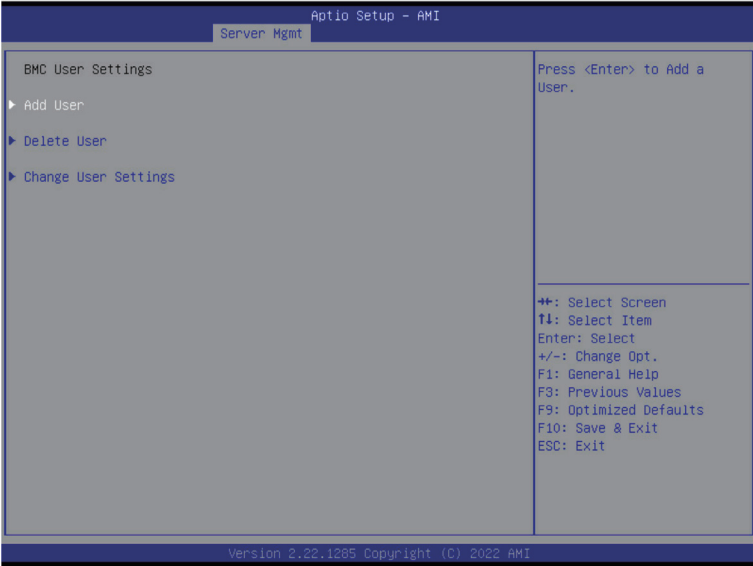 Aptio Setup – AMI
Server Mgmt
BMC User Settings
▶ Add User
▶ Delete User
▶ Change User Settings
Press <Enter> to Add a
User.
→←: Select Screen
↑↓: Select Item
Enter: Select
+/-: Change Opt.
F1: General Help
F3: Previous Values
F9: Optimized Defaults
F10: Save & Exit
ESC: Exit
Version 2.22.1285 Copyright (C) 2022 AMI